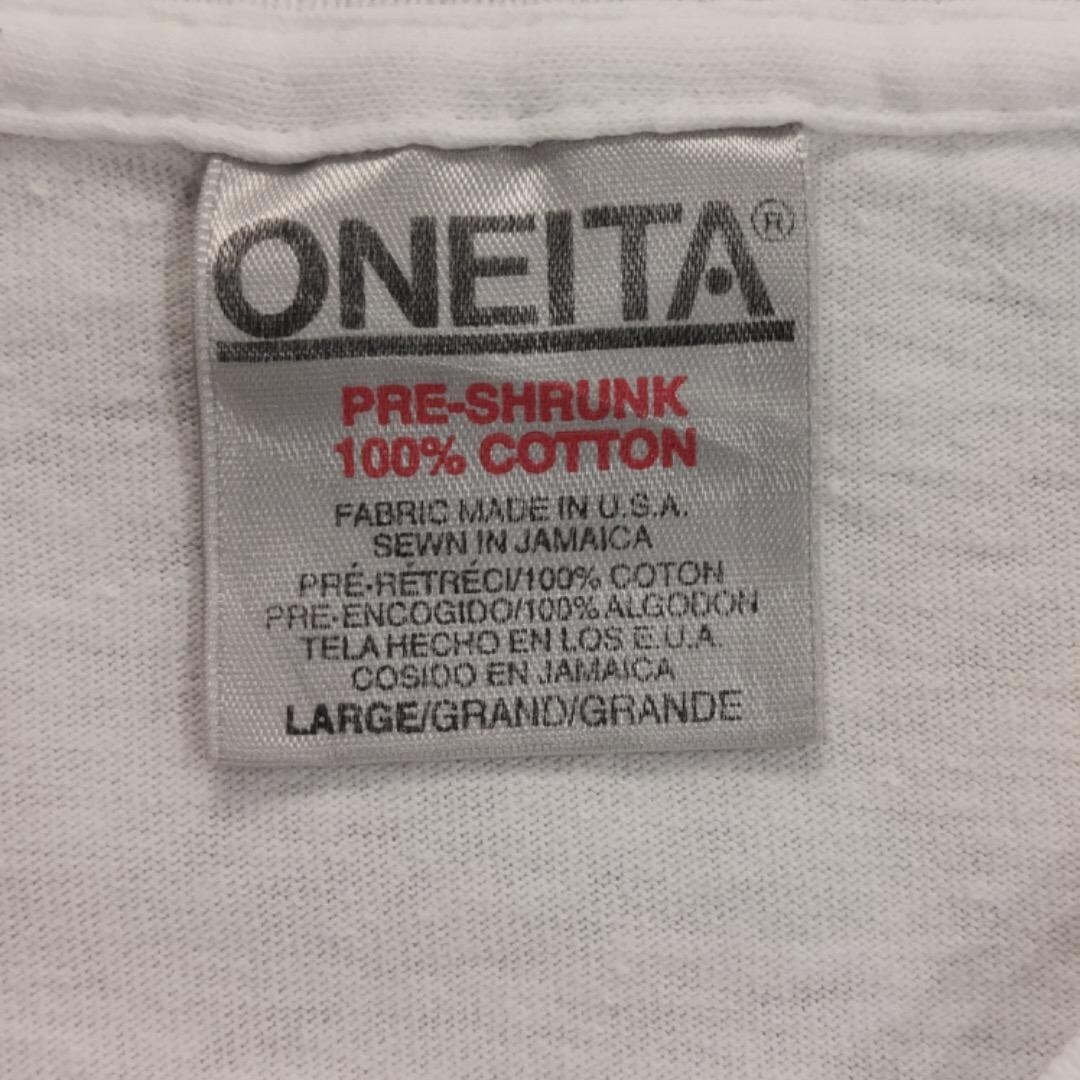 ONEITA®
PRE-SHRUNK
100% COTTON
FABRIC MADE IN U.S.A.
SEWN IN JAMAICA
PRÉ-RÉTRÉCI/100% COTON
PRE-ENCOGIDO/100% ALGODON
TELA HECHO EN LOS E.U.A.
COSIDO EN JAMAICA
LARGE/GRAND/GRANDE